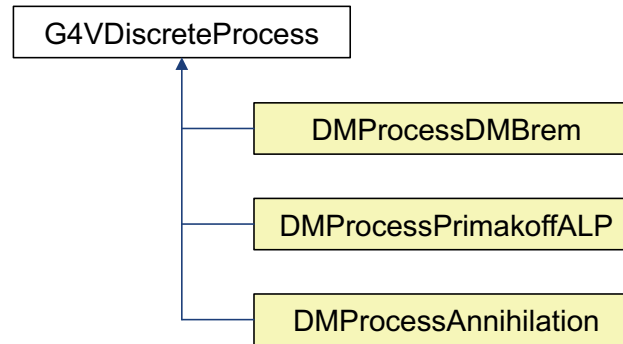 G4VDiscreteProcess
DMProcessDMBrem
DMProcessPrimakoffALP
DMProcessAnnihilation